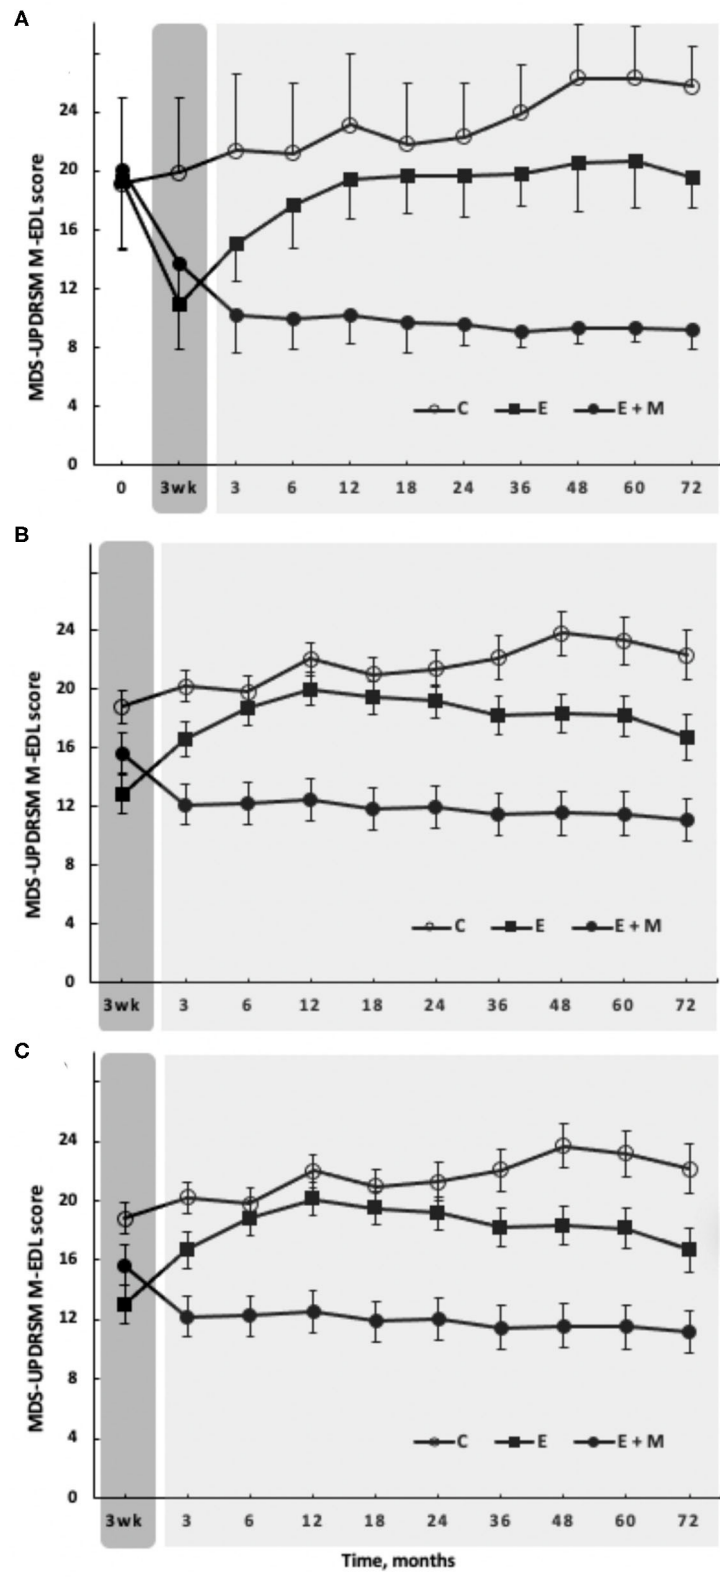 A
MDS-UPDRSM M-EDL score
24
20
16
12
8
4
0
C E E + M
0 3wk 3 6 12 18 24 36 48 60 72
B
MDS-UPDRSM M-EDL score
24
20
16
12
8
4
0
C E E + M
3wk 3 6 12 18 24 36 48 60 72
C
MDS-UPDRSM M-EDL score
24
20
16
12
8
4
0
C E E + M
3wk 3 6 12 18 24 36 48 60 72
Time, months